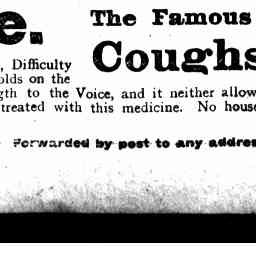 e.
The Famous
Coughs
, Difficulty
olds on the
gth to the Voice, and it neither allow
treated with this medicine. No hous
Forwarded by post to any addre